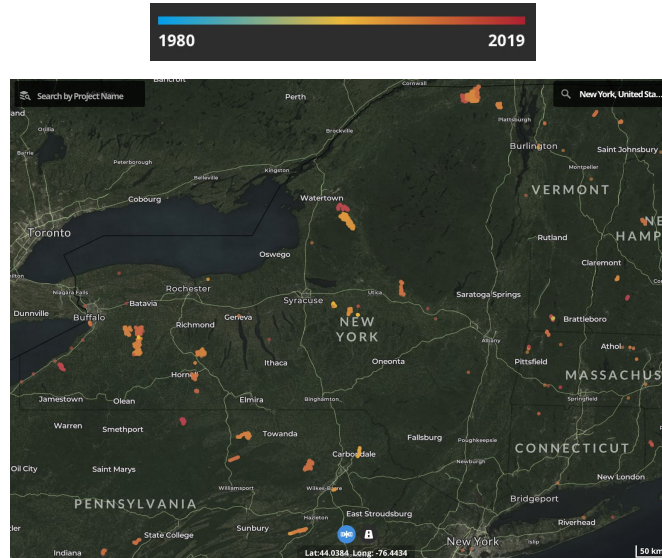 1980
2019
Search by Project Name
New York, United Sta...
Cornwall
Perth
Plattsburgh
Orillia
Brockville
Burlington
Saint Johnsbury
Barrie
Peterborough
Montpelier
Kingston
Belleville
VERMONT
Cobourg
Watertown
Toronto
Rutland
HAMP
Oswego
Claremont
Niagara Falls
Rochester
Batavia
Syracuse
Utica
Saratoga Springs
Dunnville
Buffalo
Richmond
Geneva
NEW
YORK
Brattleboro
Albany
Athol
Ithaca
Oneonta
Pittsfield
Hornell
MASSACHUS
Jamestown
Olean
Elmira
Binghamton
Springfield
Warren
Smethport
Towanda
Fallsburg
Poughkeepsie
Carbondale
CONNECTICUT
Oil City
Saint Marys
Newburgh
New London
Williamsport
Wilkes-Barre
Bridgeport
PENNSYLVANIA
East Stroudsburg
Hazleton
Riverhead
State College
Sunbury
New York
Islip
Indiana
Lat:44.0384 Long: -76.4434
50 km